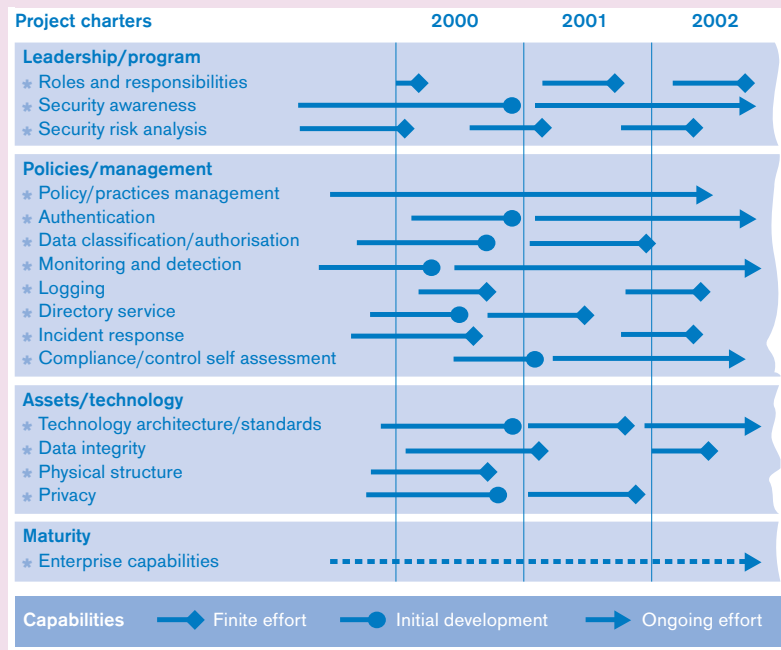 Project charters 2000 2001 2002
Leadership/program
* Roles and responsibilities
* Security awareness
* Security risk analysis
Policies/management
* Policy/practices management
* Authentication
* Data classification/authorisation
* Monitoring and detection
* Logging
* Directory service
* Incident response
* Compliance/control self assessment
Assets/technology
* Technology architecture/standards
* Data integrity
* Physical structure
* Privacy
Maturity
* Enterprise capabilities
Capabilities Finite effort Initial development Ongoing effort